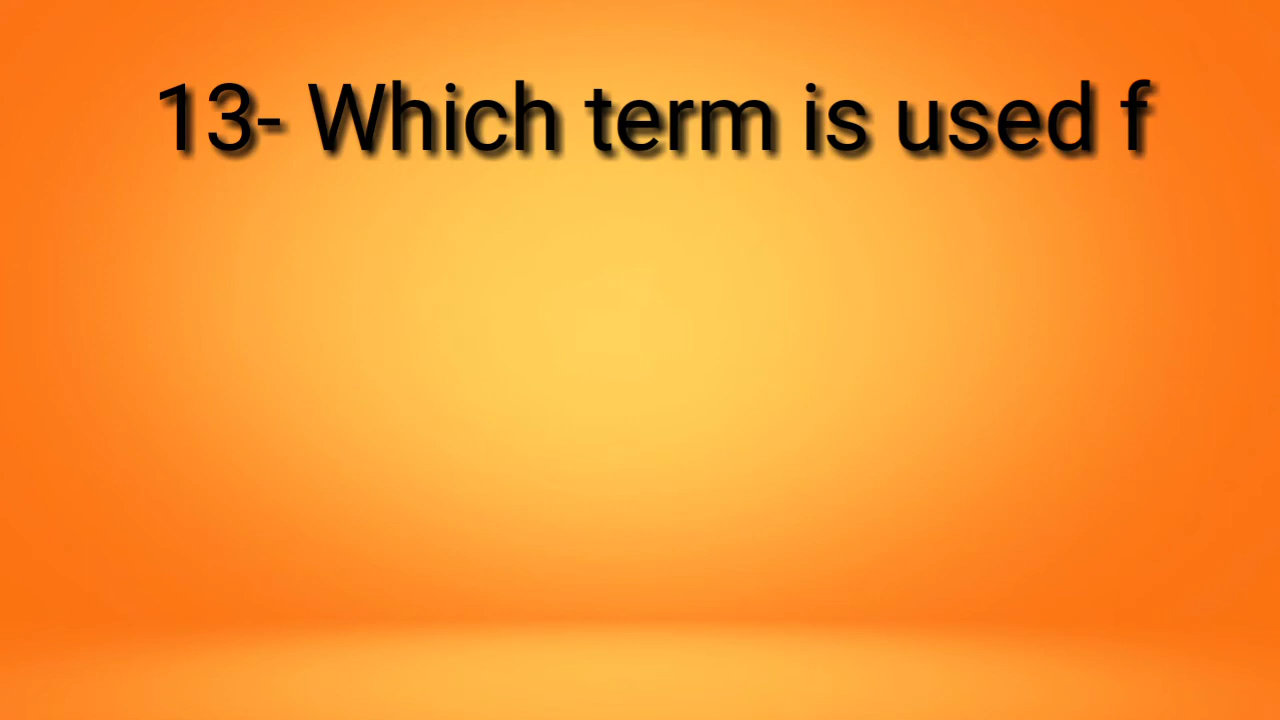 13- Which term is used f